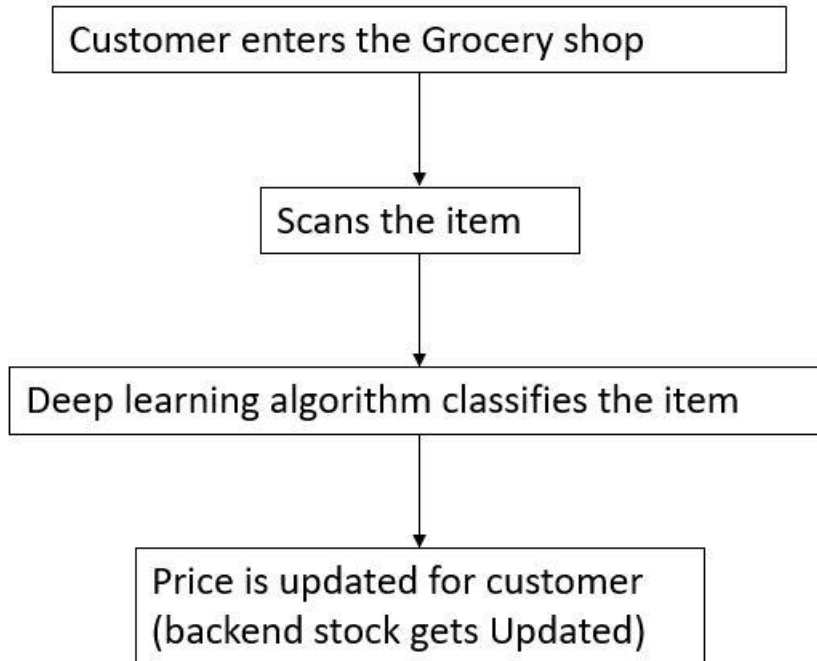 Customer enters the Grocery shop
Scans the item
Deep learning algorithm classifies the item
Price is updated for customer
(backend stock gets Updated)